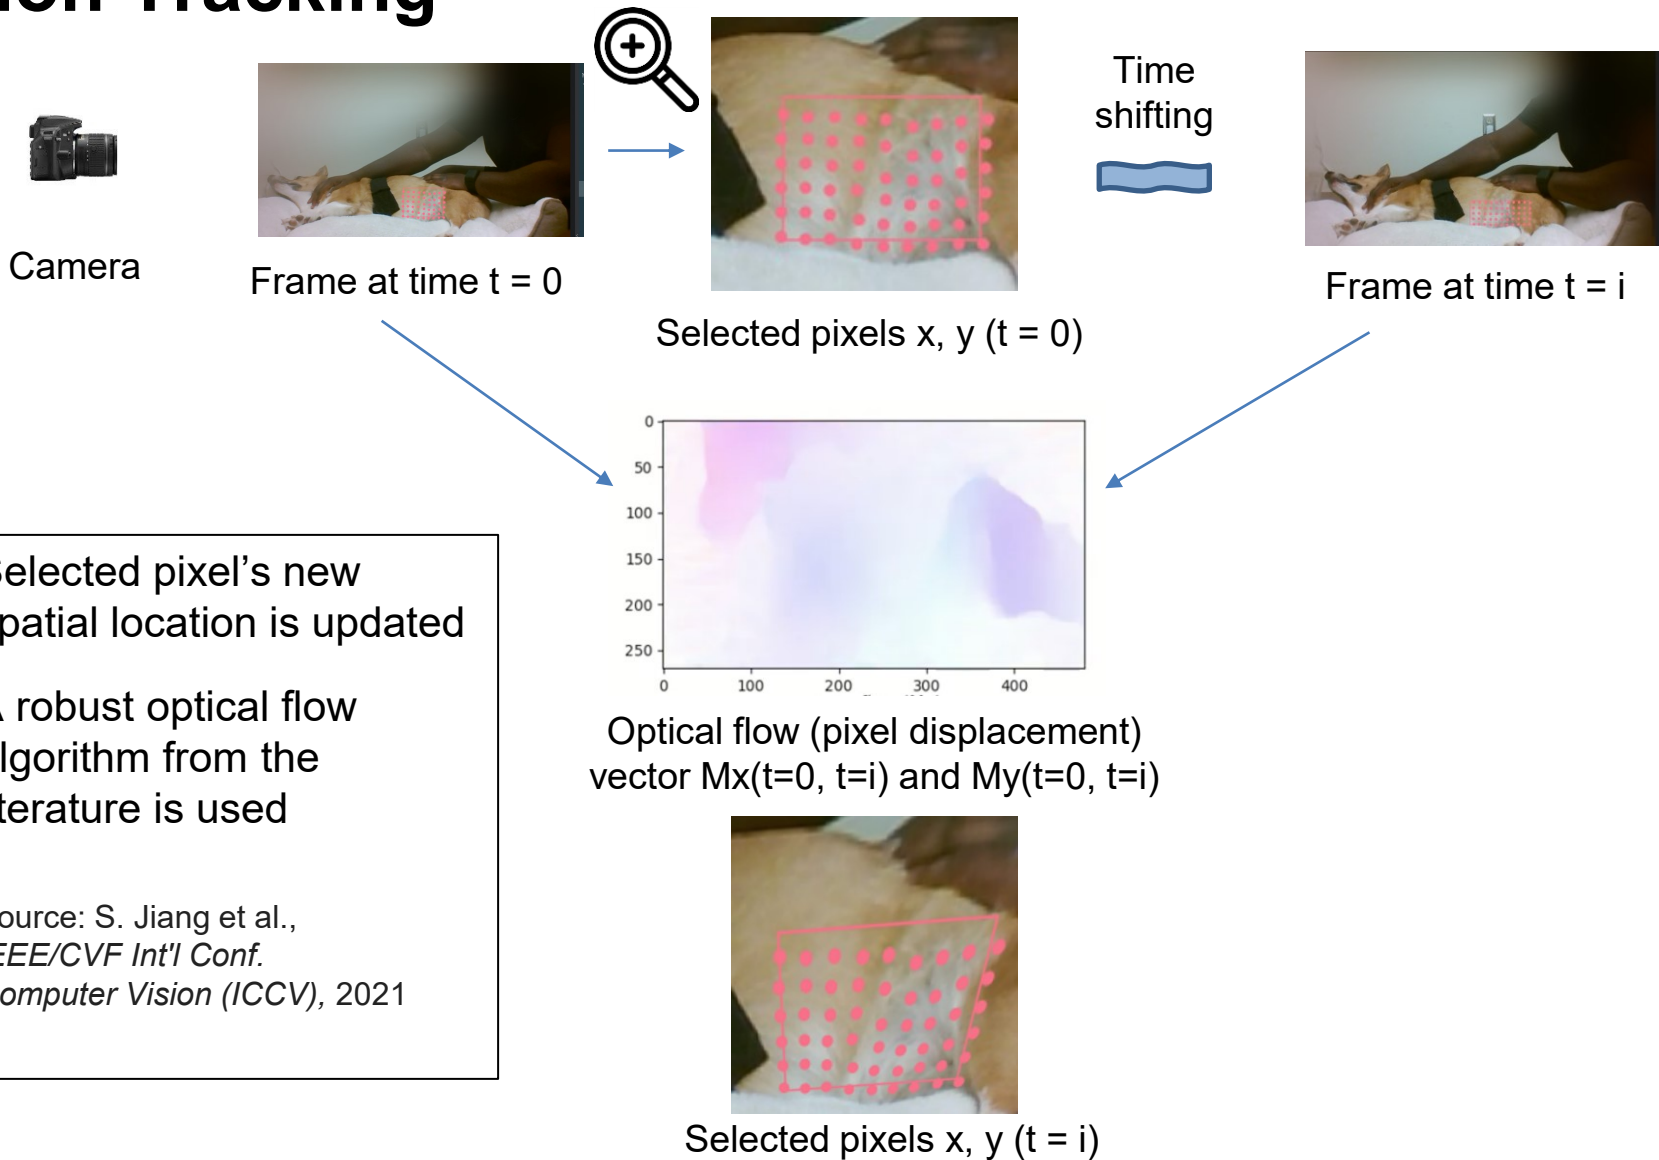 Tracking
Camera
Frame at time t = 0
Selected pixels x, y (t = 0)
Time
shifting
Frame at time t = i
0
50
100
150
200
250
0 100 200 300 400
Optical flow (pixel displacement)
vector Mx(t=0, t=i) and My(t=0, t=i)
Selected pixel’s new
patial location is updated
robust optical flow
lgorithm from the
terature is used
ource: S. Jiang et al.,
EEE/CVF Int'l Conf.
omputer Vision (ICCV), 2021
Selected pixels x, y (t = i)